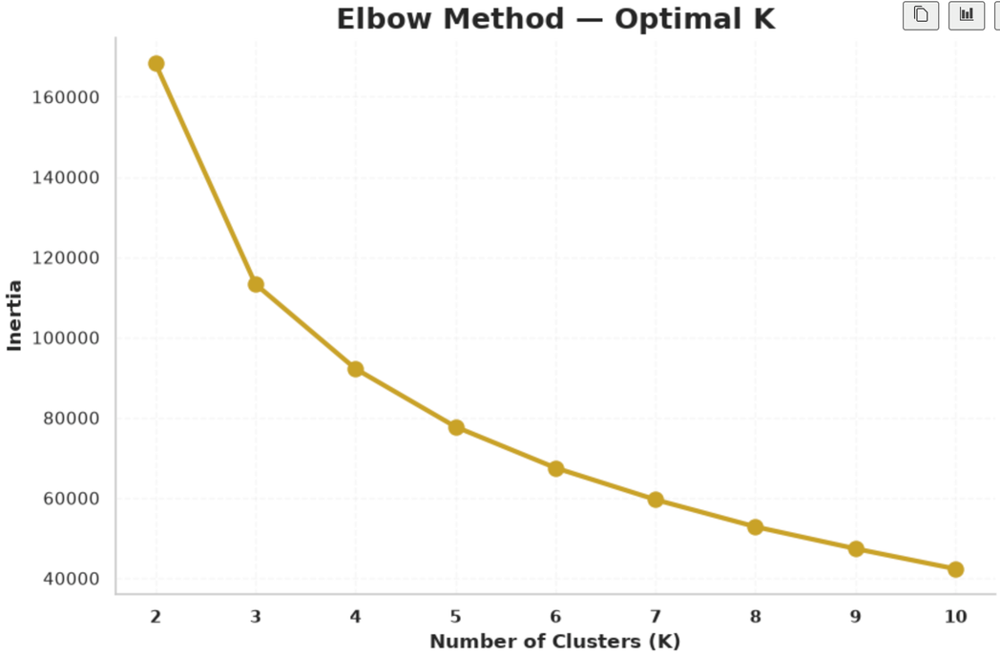 Elbow Method — Optimal K
160000
140000
120000
100000
80000
60000
40000
Inertia
2 3 4 5 6 7 8 9 10
Number of Clusters (K)